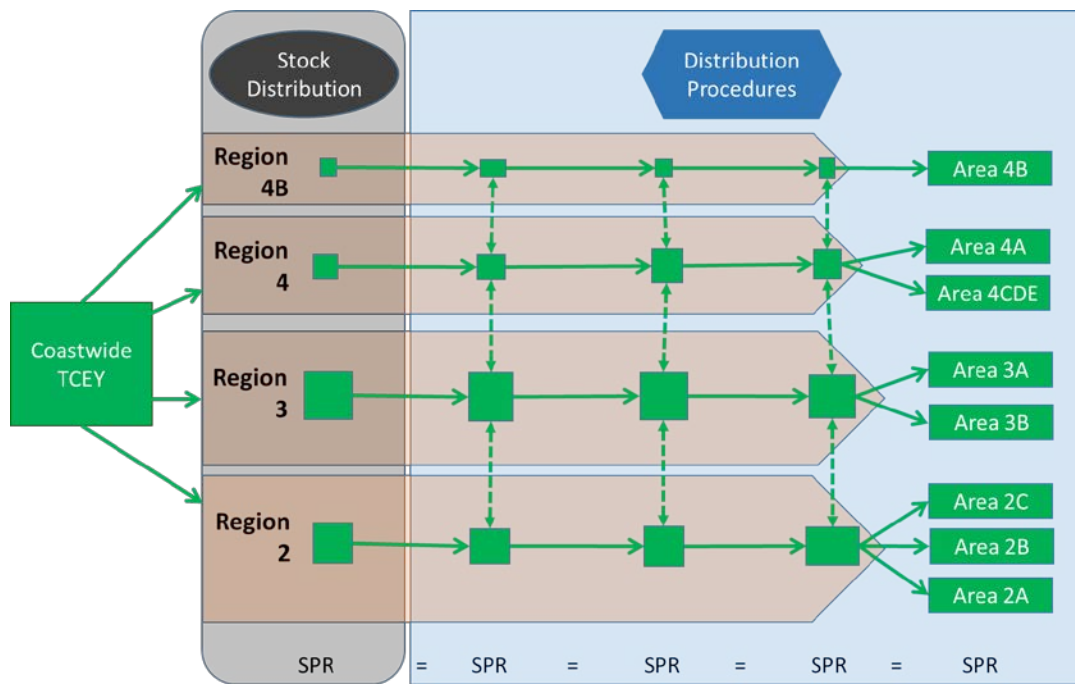 Stock
Distribution
Distribution
Procedures
Region
4B
Area 4B
Region
4
Area 4A
Area 4CDE
Coastwide
TCEY
Region
3
Area 3A
Area 3B
Region
2
Area 2C
Area 2B
Area 2A
SPR = SPR = SPR = SPR = SPR